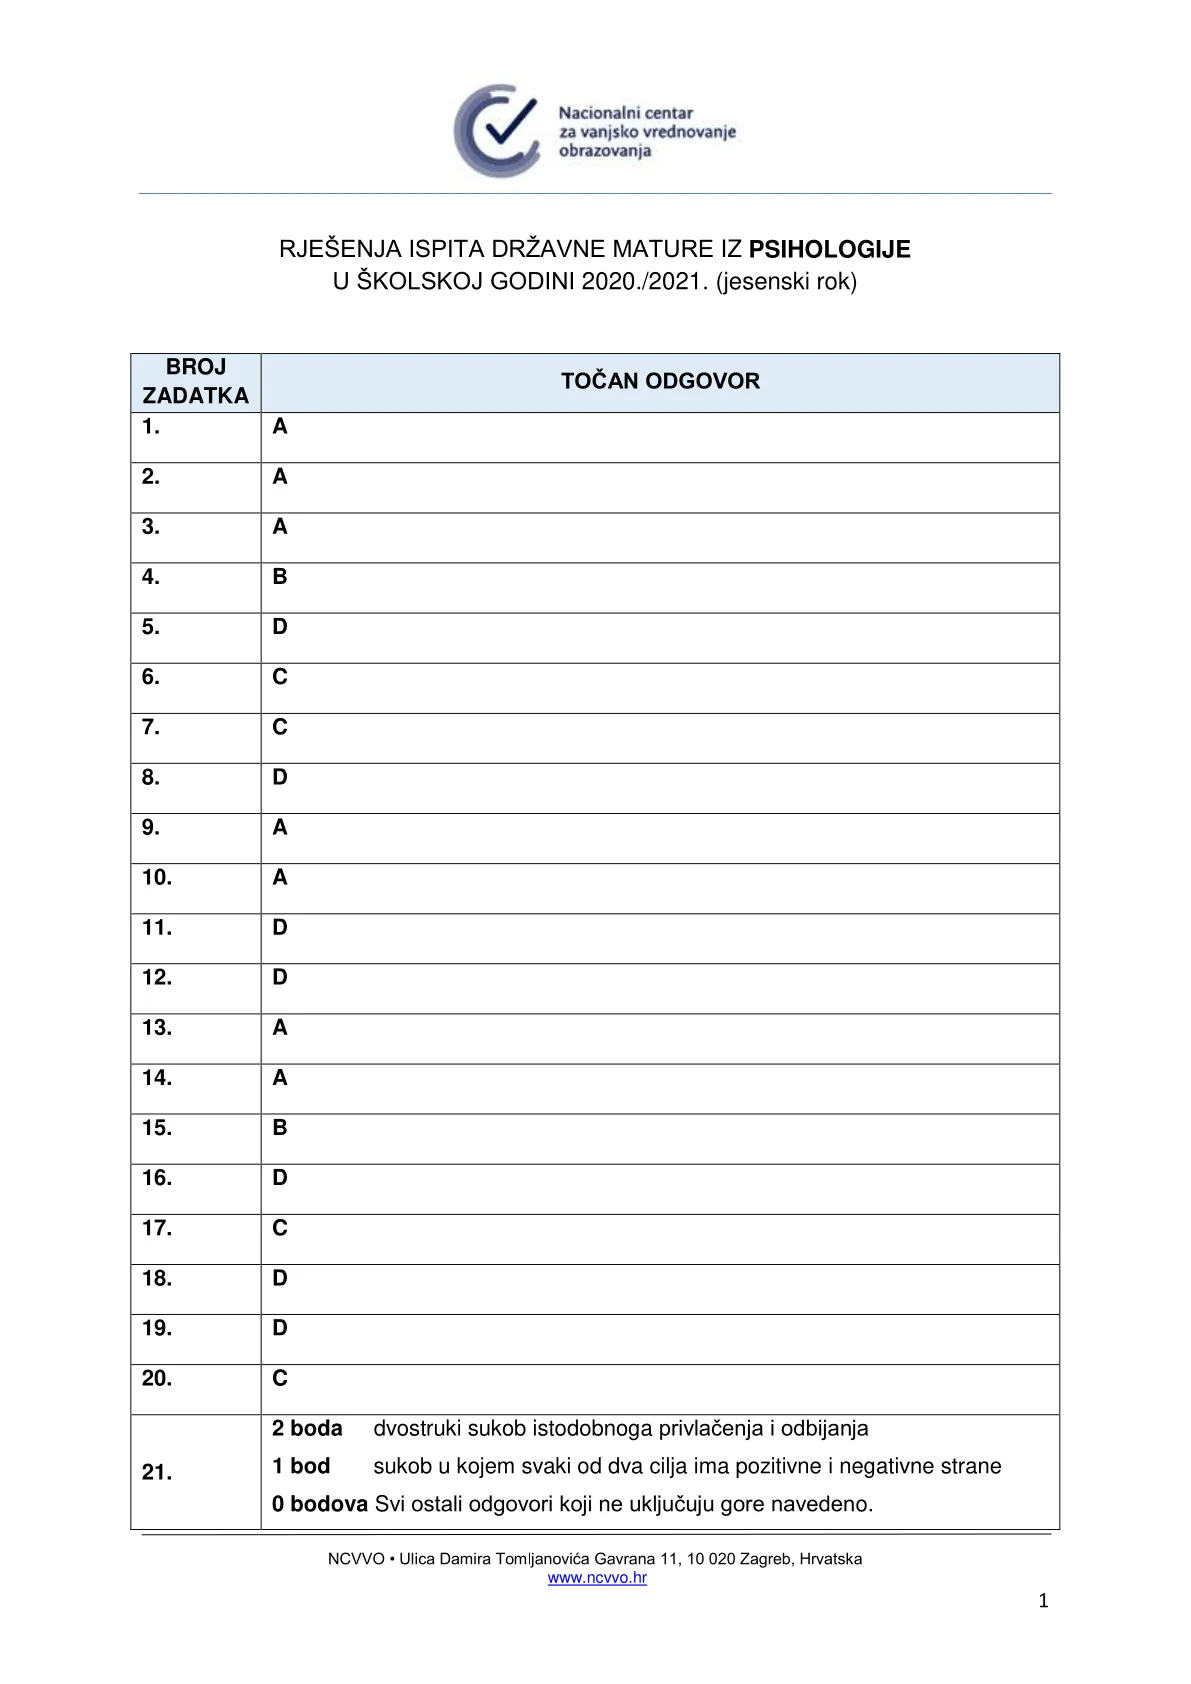 Nacionalni centar
za vanjsko vrednovanje
obrazovanja
RJEŠENJA ISPITA DRŽAVNE MATURE IZ PSIHOLOGIJE
U ŠKOLSKOJ GODINI 2020./2021. (jesenski rok)
BROJ
ZADATKA
TOČAN ODGOVOR
1. A
2. A
3. A
4. B
5. D
6. C
7. C
8. D
9. A
10. A
11. D
12. D
13. A
14. A
15. B
16. D
17. C
18. D
19. D
20. C
21.
2 boda dvostruki sukob istodobnoga privlačenja i odbijanja
1 bod sukob u kojem svaki od dva cilja ima pozitivne i negativne strane
0 bodova Svi ostali odgovori koji ne uključuju gore navedeno.
NCVVO • Ulica Damira Tomljanovića Gavrana 11, 10 020 Zagreb, Hrvatska
www.ncvvo.hr
1